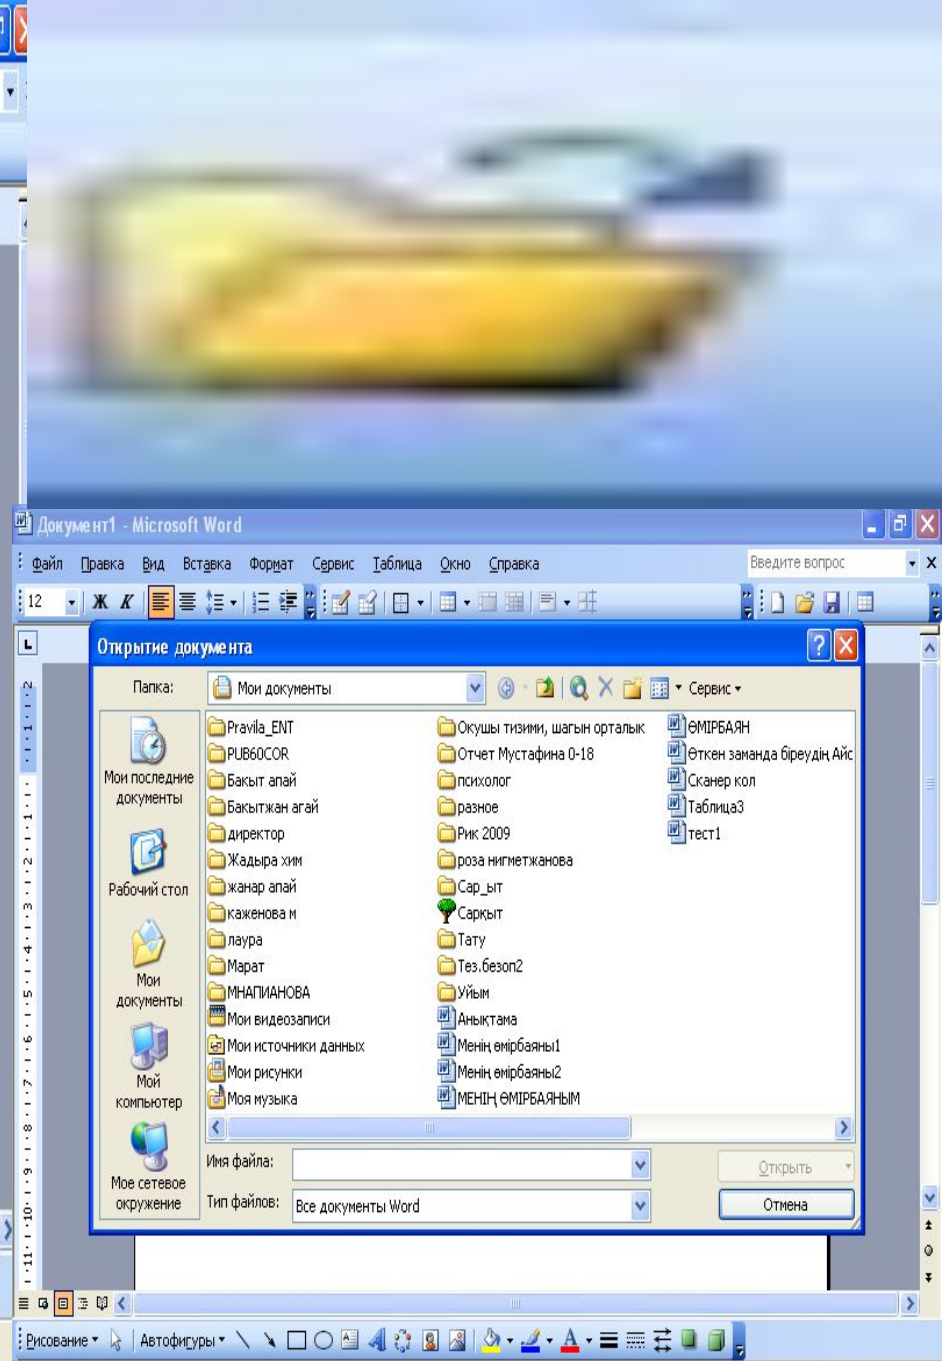 Документ1 - Microsoft Word
Файл Правка Вид Вставка Формат Сервис Таблица Окно Справка Введите вопрос
12 Ж К
Открытие документа
Папка: Мои документы Сервис
Мои последние документы
Рабочий стол
Мои документы
Мой компьютер
Мое сетевое окружение
Pravila_ENT
PUB60COR
Бакыт апай
Бакытжан агай
директор
Жадыра хим
жанар апай
каженова м
лаура
Марат
МНАПИАНОВА
Мои видеозаписи
Мои источники данных
Мои рисунки
Моя музыка
Окушы тизими, шагын орталык
Отчет Мустафина 0-18
психолог
разное
Рик 2009
роза нигметжанова
Сар_ыт
Сарқыт
Тату
Тез.безоп2
Уйым
Анықтама
Менің өмірбаяны1
Менің өмірбаяны2
МЕНІҢ ӨМІРБАЯНЫМ
ӨМІРБАЯН
Өткен заманда біреудің Айс
Сканер кол
Таблица3
тест1
Имя файла:
Открыть
Тип файлов: Все документы Word
Отмена
Рисование Автофигуры